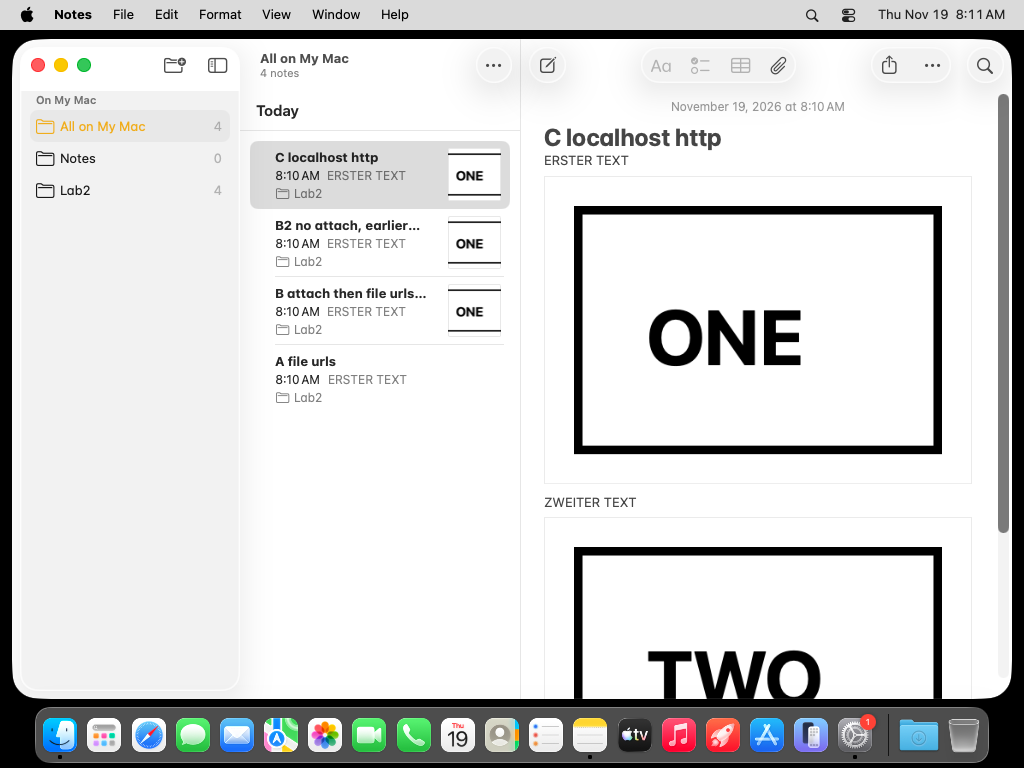 Notes File Edit Format View Window Help Thu Nov 19 8:11 AM
On My Mac
All on My Mac 4
Notes 0
Lab2 4
All on My Mac
4 notes
Today
C localhost http
8:10 AM ERSTER TEXT
Lab2
ONE
B2 no attach, earlier...
8:10 AM ERSTER TEXT
Lab2
ONE
B attach then file urls...
8:10 AM ERSTER TEXT
Lab2
ONE
A file urls
8:10 AM ERSTER TEXT
Lab2
Aa
November 19, 2026 at 8:10 AM
C localhost http
ERSTER TEXT
ONE
ZWEITER TEXT
TWO
Thu
19
tv
1